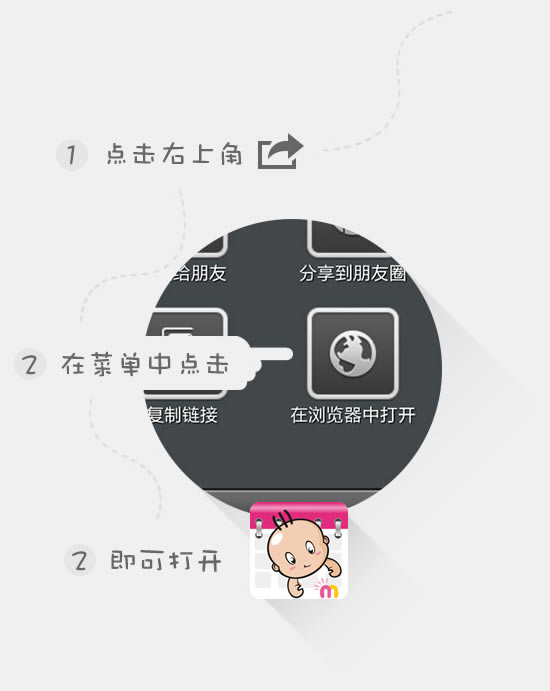 1 点击右上角
给朋友
分享到朋友圈
2 在菜单中点击
复制链接
在浏览器中打开
2 即可打开
m